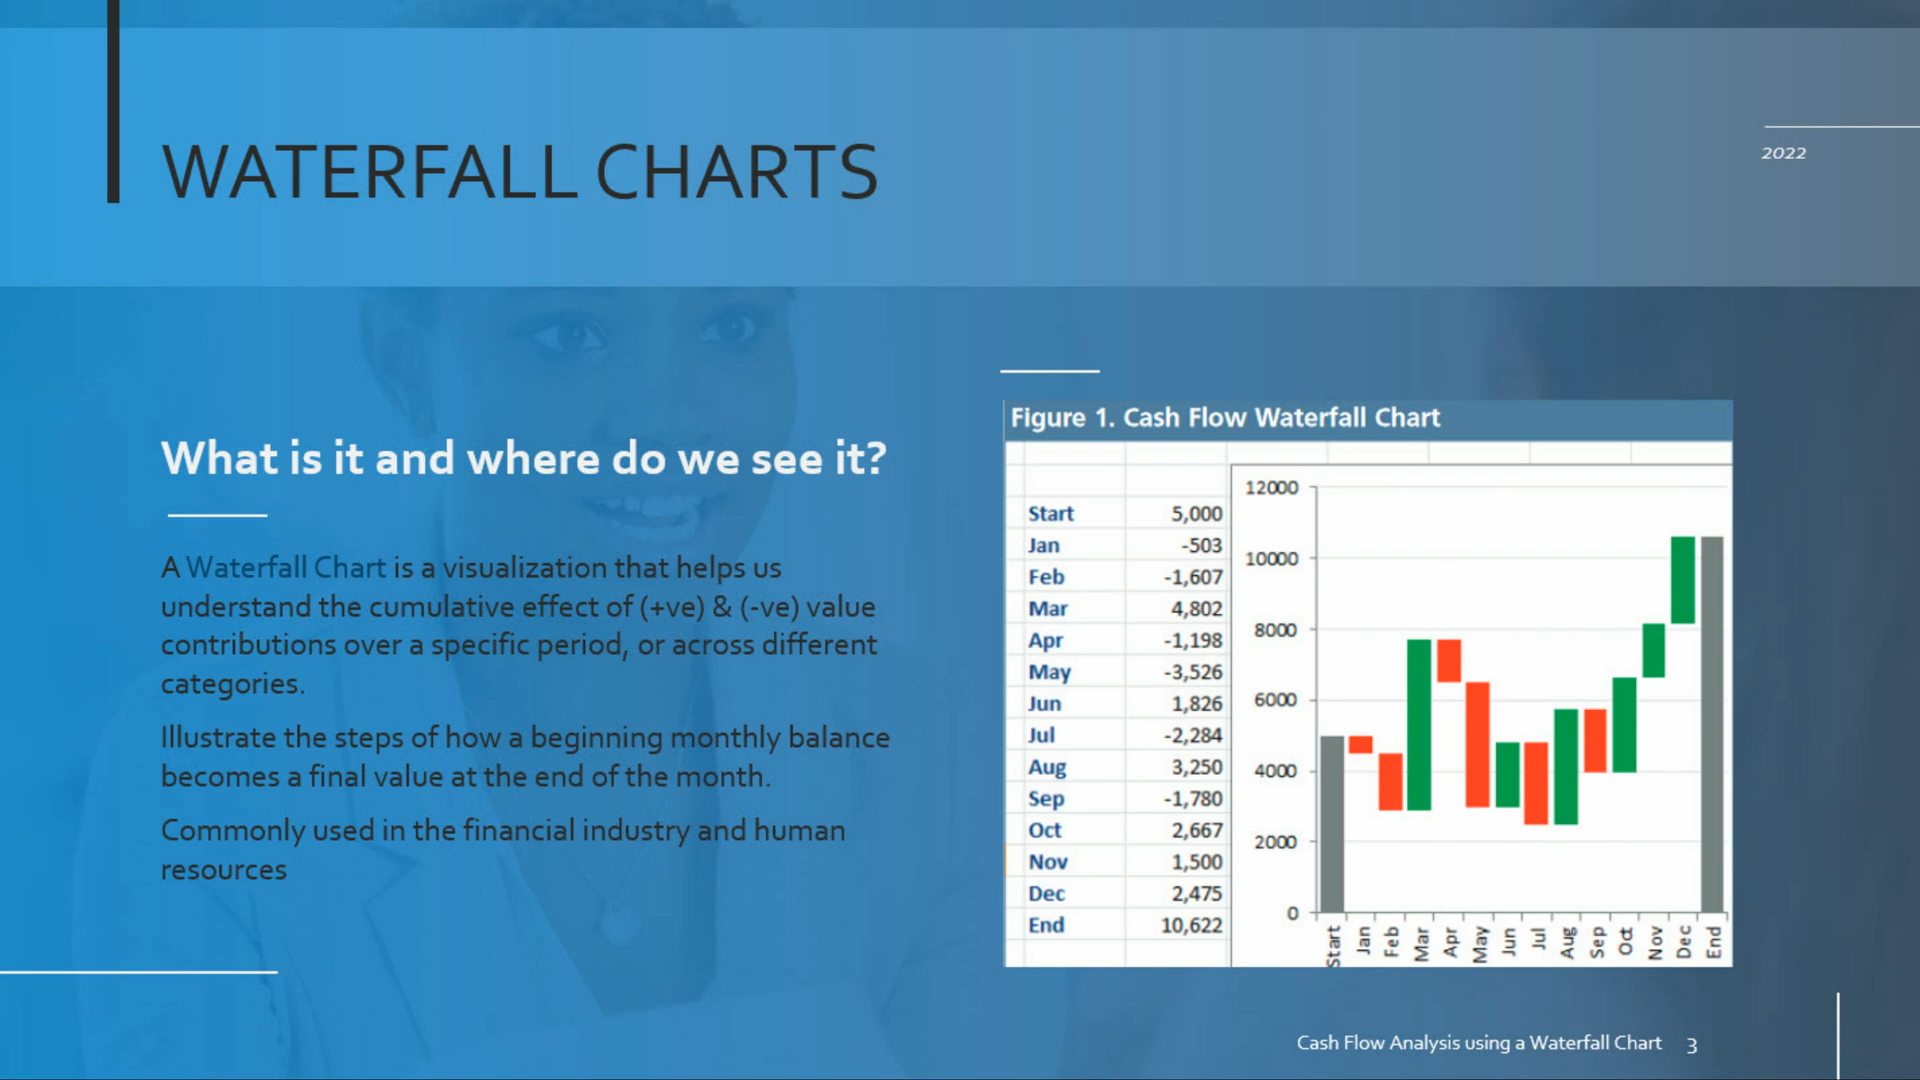 WATERFALL CHARTS
2022
What is it and where do we see it?
A Waterfall Chart is a visualization that helps us
understand the cumulative effect of (+ve) & (-ve) value
contributions over a specific period, or across different
categories.
Illustrate the steps of how a beginning monthly balance
becomes a final value at the end of the month.
Commonly used in the financial industry and human
resources
Figure 1. Cash Flow Waterfall Chart
Start 5,000
Jan -503
Feb -1,607
Mar 4,802
Apr -1,198
May -3,526
Jun 1,826
Jul -2,284
Aug 3,250
Sep -1,780
Oct 2,667
Nov 1,500
Dec 2,475
End 10,622
12000
10000
8000
6000
4000
2000
0
Start Jan Feb Mar Apr May Jun Jul Aug Sep Oct Nov Dec End
Cash Flow Analysis using a Waterfall Chart 3